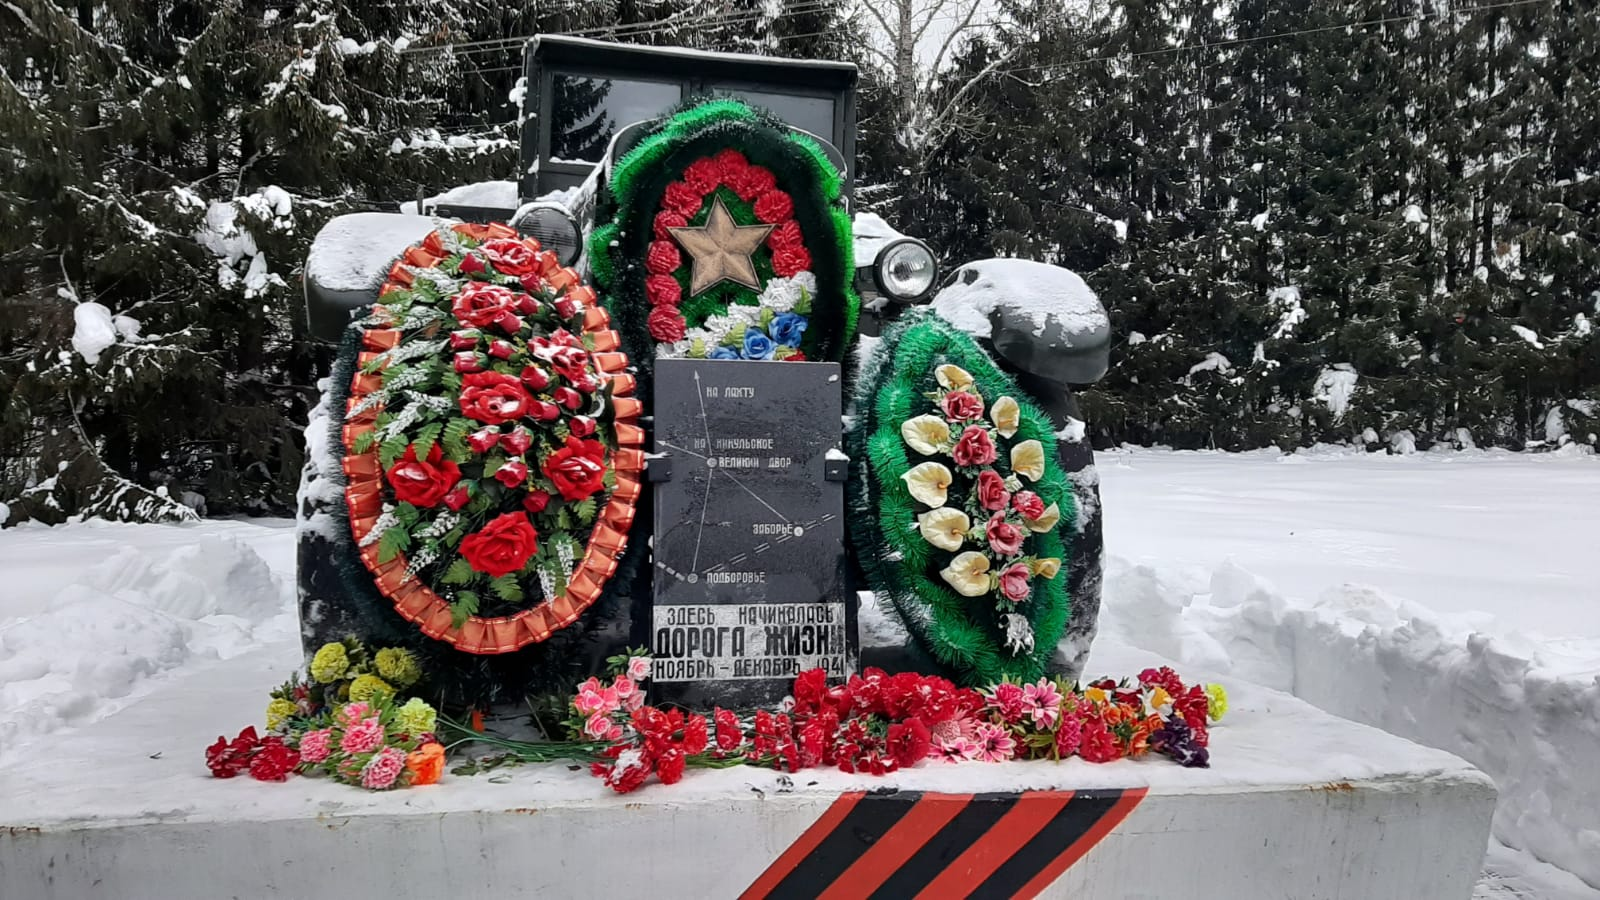 НА ЛАХТУ
НА НИКУЛЬСКОЕ
ВЕЛИКИЙ ДВОР
ЗАБОРЬЕ
ПОДБОРОВЬЕ
ЗДЕСЬ НАЧИНАЛАСЬ
ДОРОГА ЖИЗНИ
НОЯБРЬ - ДЕКАБРЬ 1941